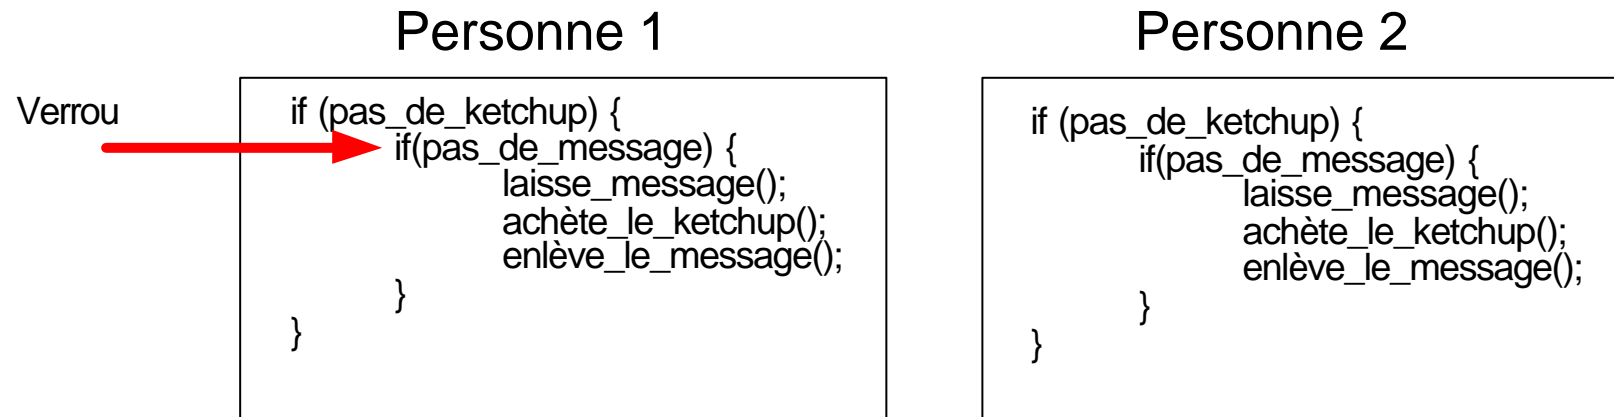 Personne 1
Personne 2
Verrou
if (pas_de_ketchup) {
if(pas_de_message) {
laisse_message();
achète_le_ketchup();
enlève_le_message();
}
}
if (pas_de_ketchup) {
if(pas_de_message) {
laisse_message();
achète_le_ketchup();
enlève_le_message();
}
}